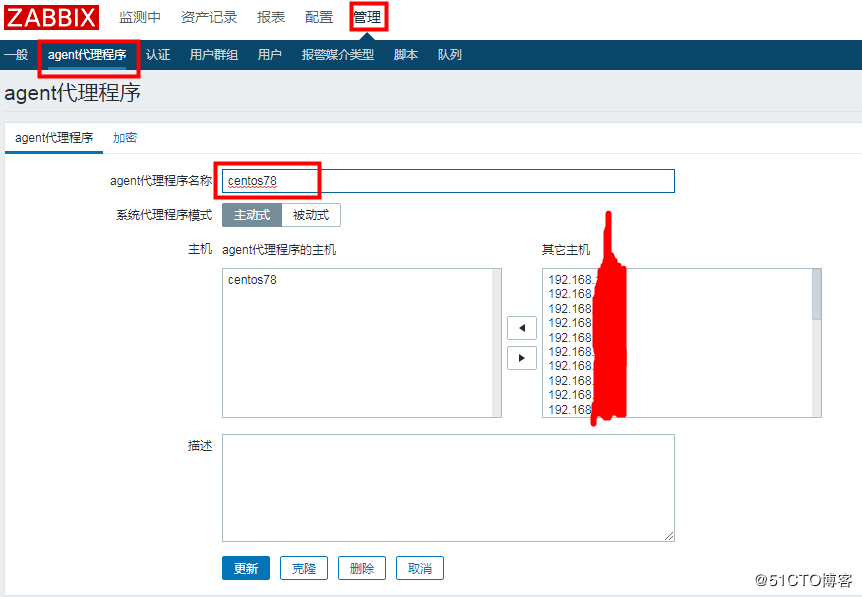 ZABBIX 监测中 资产记录 报表 配置 管理
一般 agent代理程序 认证 用户群组 用户 报警媒介类型 脚本 队列
agent代理程序
agent代理程序 加密
agent代理程序名称 centos78
系统代理程序模式 主动式 被动式
主机 agent代理程序的主机 其它主机
centos78
192.168.
192.168.
192.168.
192.168.
192.168.
192.168.
192.168.
192.168.
192.168.
192.168
描述
更新 克隆 删除 取消
@51CTO博客